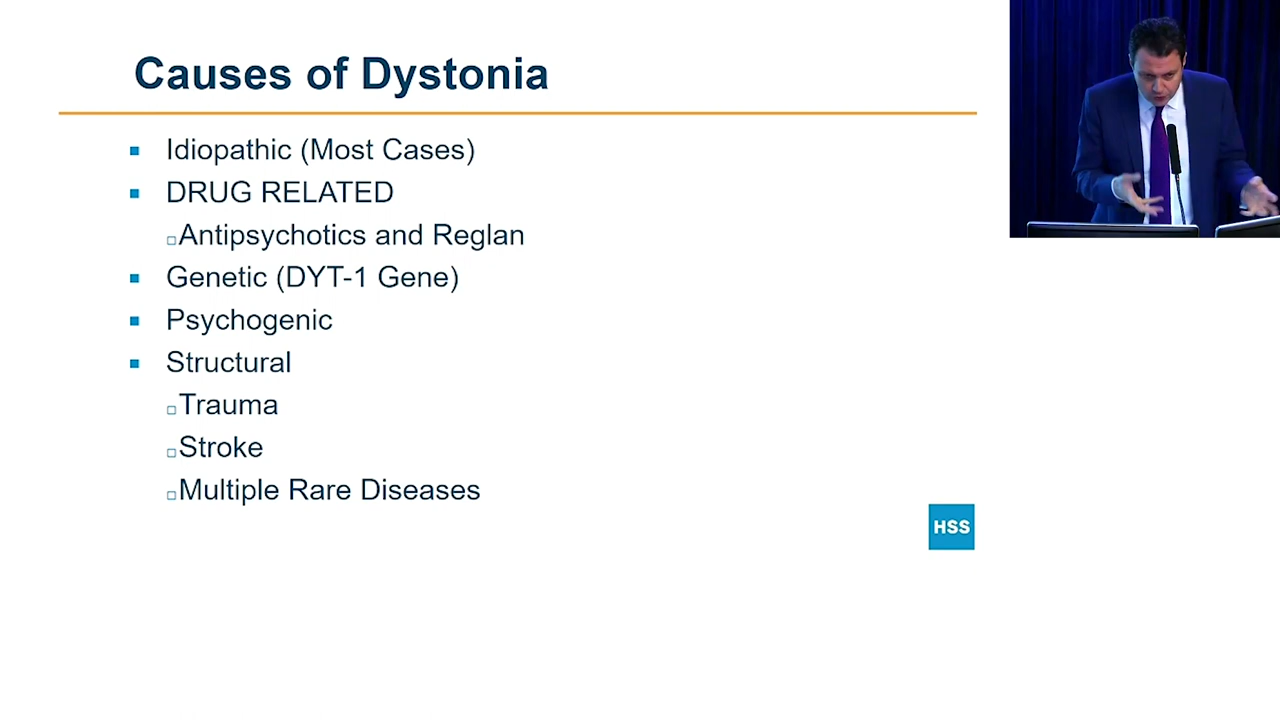 Causes of Dystonia
Idiopathic (Most Cases)
DRUG RELATED
Antipsychotics and Reglan
Genetic (DYT-1 Gene)
Psychogenic
Structural
Trauma
Stroke
Multiple Rare Diseases
HSS